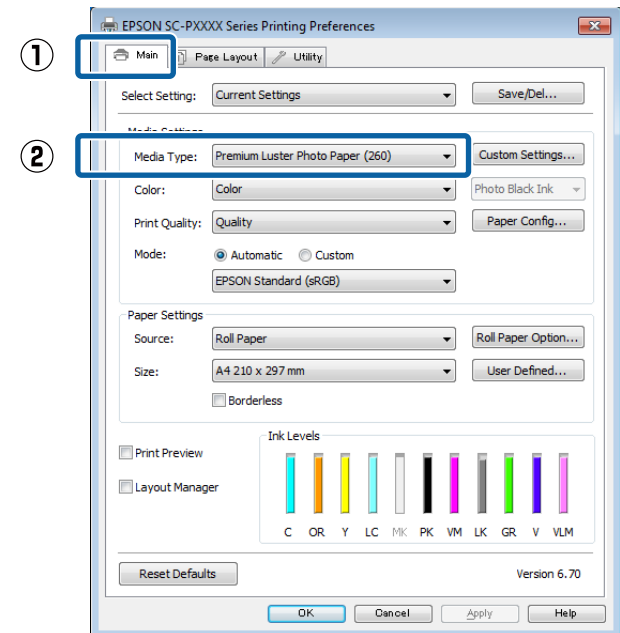 EPSON SC-PXXXX Series Printing Preferences
① Main Page Layout Utility
Select Setting: Current Settings Save/Del...
Media Settings
② Media Type: Premium Luster Photo Paper (260) Custom Settings...
Color: Color Photo Black Ink
Print Quality: Quality Paper Config...
Mode: Automatic Custom
EPSON Standard (sRGB)
Paper Settings
Source: Roll Paper Roll Paper Option...
Size: A4 210 x 297 mm User Defined...
Borderless
Ink Levels
Print Preview
Layout Manager
C OR Y LC MK PK VM LK GR V VLM
Reset Defaults Version 6.70
OK Cancel Apply Help